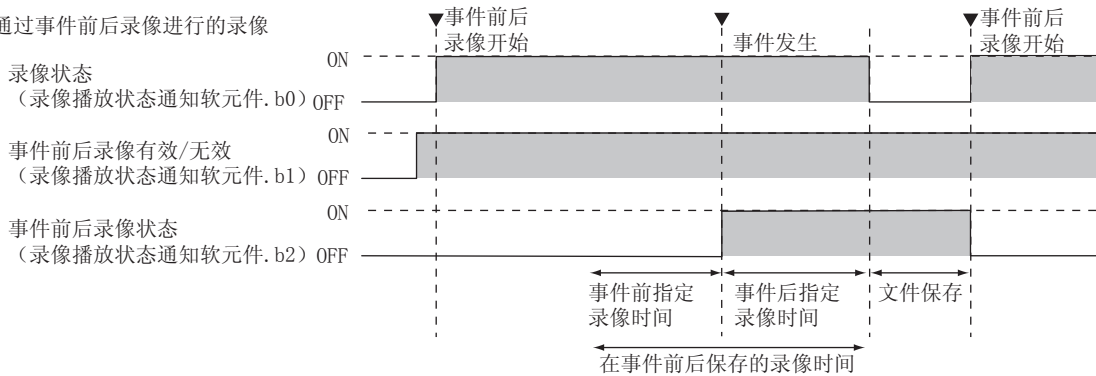 通过事件前后录像进行的录像
事件前后
录像开始
事件发生
事件前后
录像开始
录像状态
（录像播放状态通知软元件.b0）
ON
OFF
事件前后录像有效/无效
（录像播放状态通知软元件.b1）
ON
OFF
事件前后录像状态
（录像播放状态通知软元件.b2）
ON
OFF
事件前指定
录像时间
事件后指定
录像时间
文件保存
在事件前后保存的录像时间